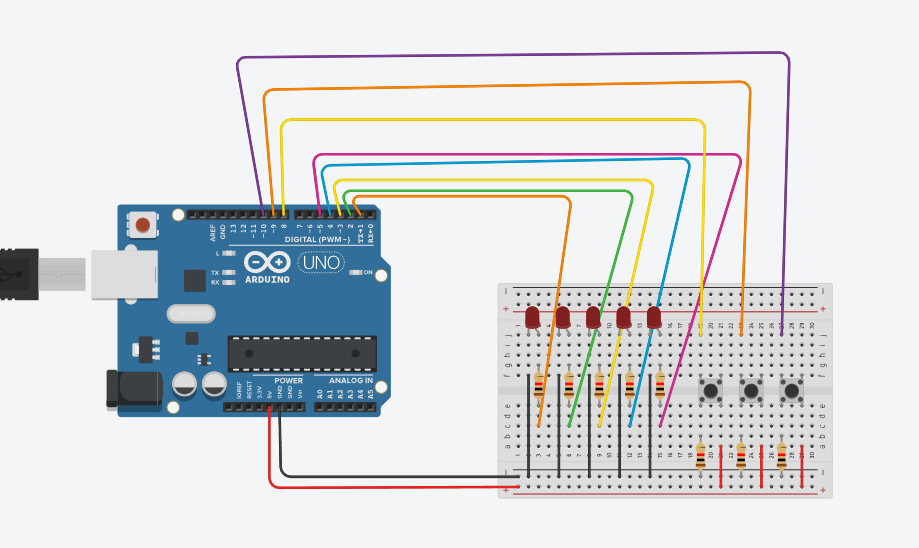 AREF
GND
13
12
~11
~10
~9
8
7
~6
~5
4
~3
2
TX→1
RX←0
DIGITAL (PWM~)
L
TX
RX
UNO
ON
ARDUINO
POWER
ANALOG IN
IOREF
RESET
3.3V
5V
GND
GND
Vin
A0
A1
A2
A3
A4
A5
j
i
h
g
f
e
d
c
b
a